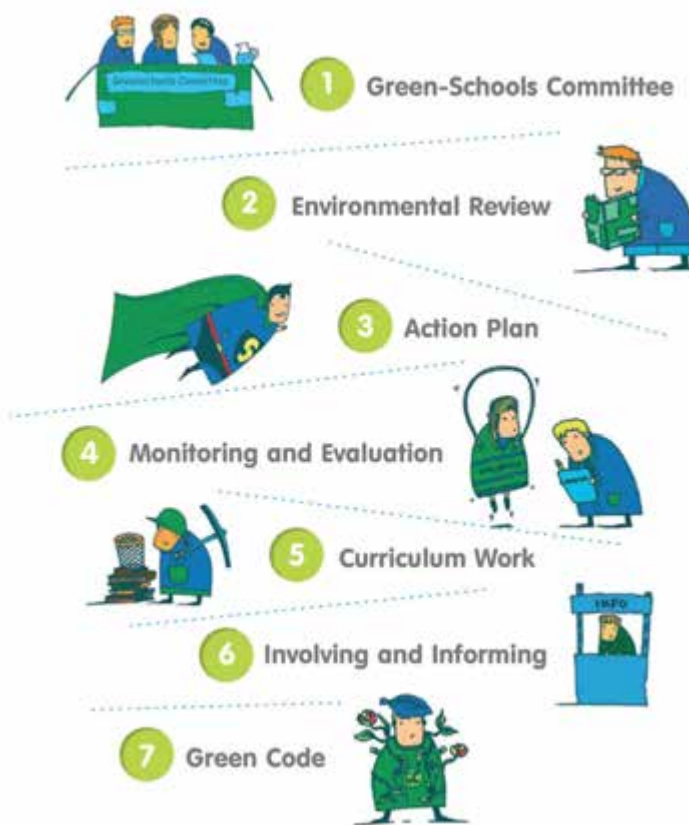 Green-Schools Committee
1 Green-Schools Committee
2 Environmental Review
S
3 Action Plan
4 Monitoring and Evaluation
5 Curriculum Work
INFO
6 Involving and Informing
7 Green Code